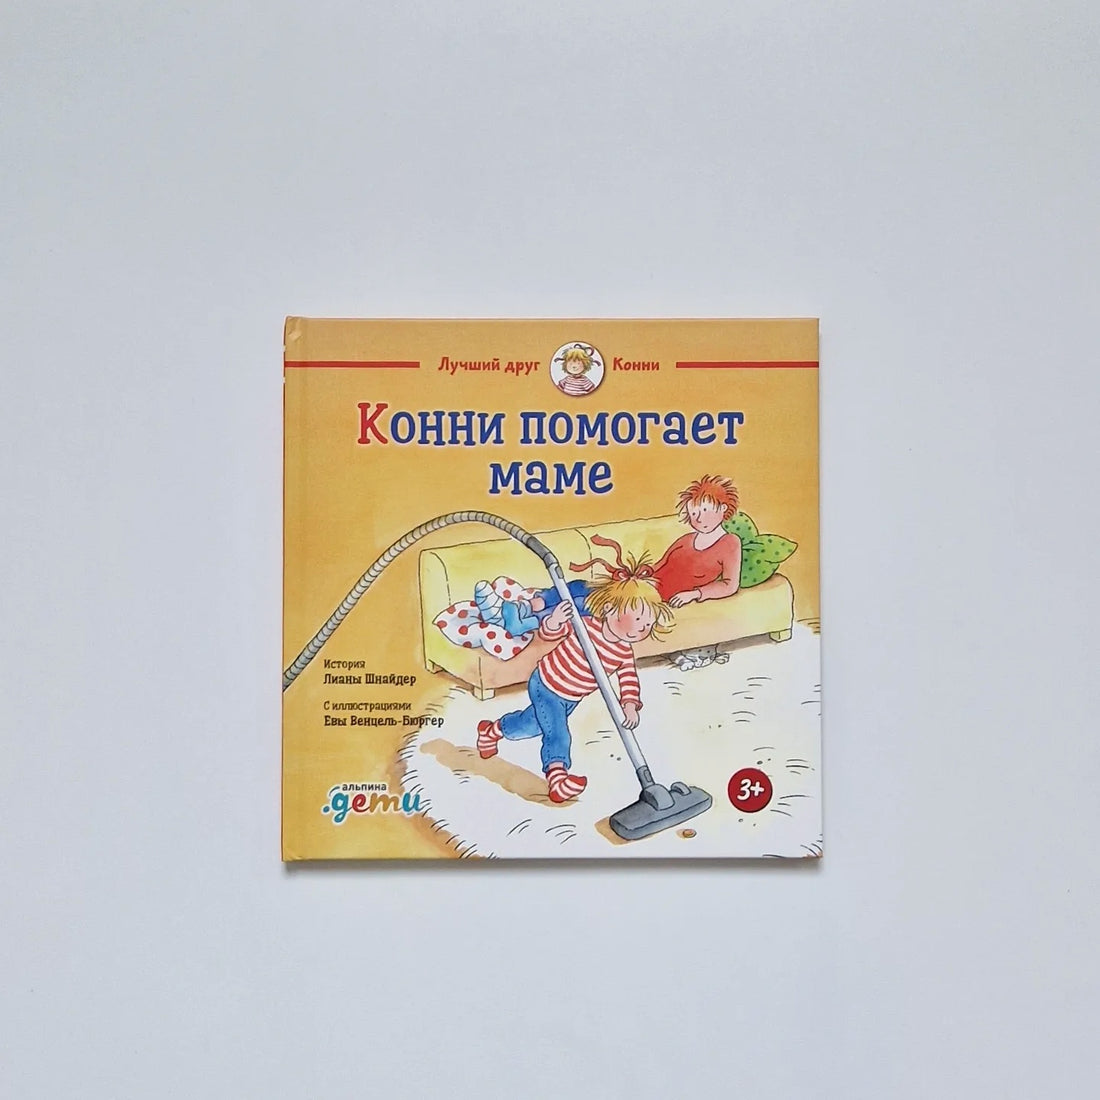 Лучший друг Конни
Конни помогает
маме
История
Лианы Шнайдер
С иллюстрациями
Евы Венцель-Бюргер
альпина
.дети
3+